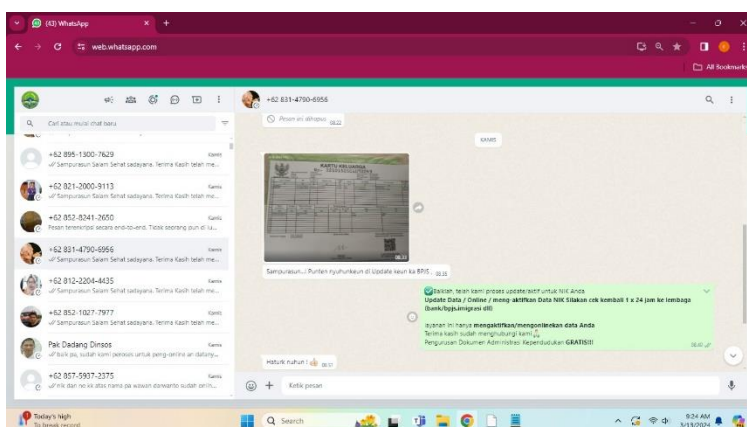 (43) WhatsApp
web.whatsapp.com
All Bookmarks
Cari atau mulai chat baru
+62 895-1300-7629
Kamis
Sampurasun Salam Sehat sadayana. Terima Kasih telah me...
+62 821-2000-9113
Kamis
Sampurasun Salam Sehat sadayana. Terima Kasih telah me...
+62 852-8241-2650
Kamis
Pesan terenkripsi secara end-to-end. Tidak seorang pun di lu...
+62 831-4790-6956
Kamis
Sampurasun Salam Sehat sadayana. Terima Kasih telah me...
+62 812-2204-4435
Kamis
Sampurasun Salam Sehat sadayana. Terima Kasih telah me...
+62 852-1027-7977
Kamis
Sampurasun Salam Sehat sadayana. Terima Kasih telah me...
Pak Dadang Dinsos
Kamis
baik pa, sudah kami peroses untuk peng-online an datany...
+62 857-5937-2375
Kamis
nik dan no kk atas nama pa wawan darwanto sudah onlin...
+62 831-4790-6956
Pesan ini dihapus
KAMIS
KARTU KELUARGA
08.33
Sampurasun...! Punten nyuhunkeun di Update keun ka BPJS ,
Baiklah, telah kami proses update/aktif untuk NIK Anda
Update Data / Online / meng-aktifkan Data NIK Silakan cek kembali 1 x 24 jam ke lembaga
(bank/bpjs,imigrasi dll)
layanan ini hanya mengaktifkan/mengonlinekan data Anda
Terima kasih sudah menghubungi kami
Pengurusan Dokumen Administrasi Kependudukan GRATIS!!!
Haturk nuhun !
Ketik pesan
Today's high
To break record
Search
9:24 AM
3/13/2024